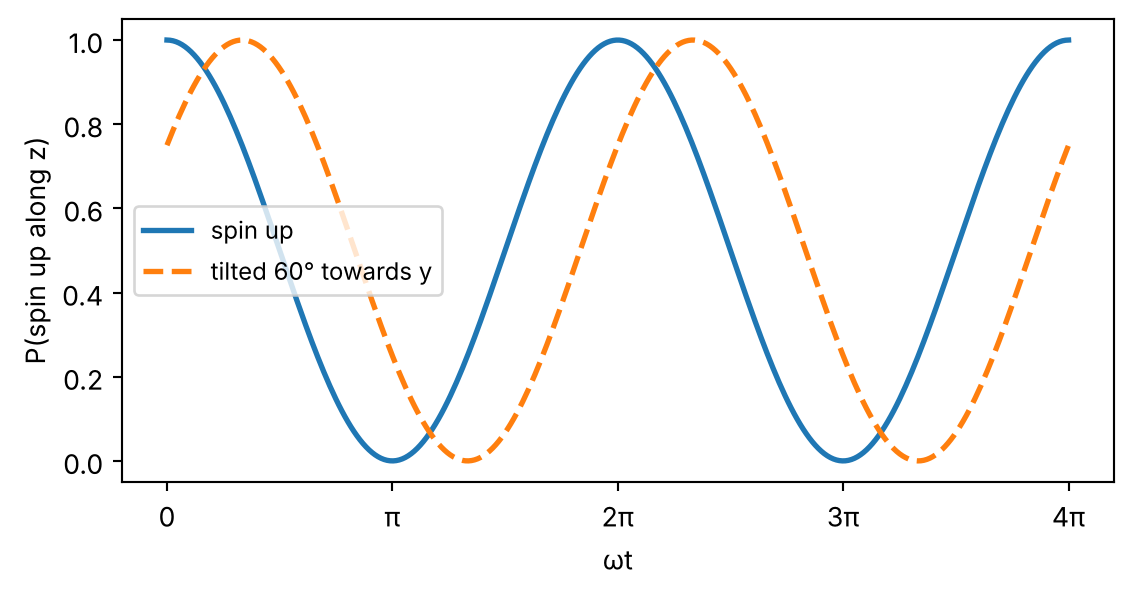 P(spin up along z)
1.0
0.8
0.6
0.4
0.2
0.0
spin up
tilted 60° towards y
0 π 2π 3π 4π
ωt